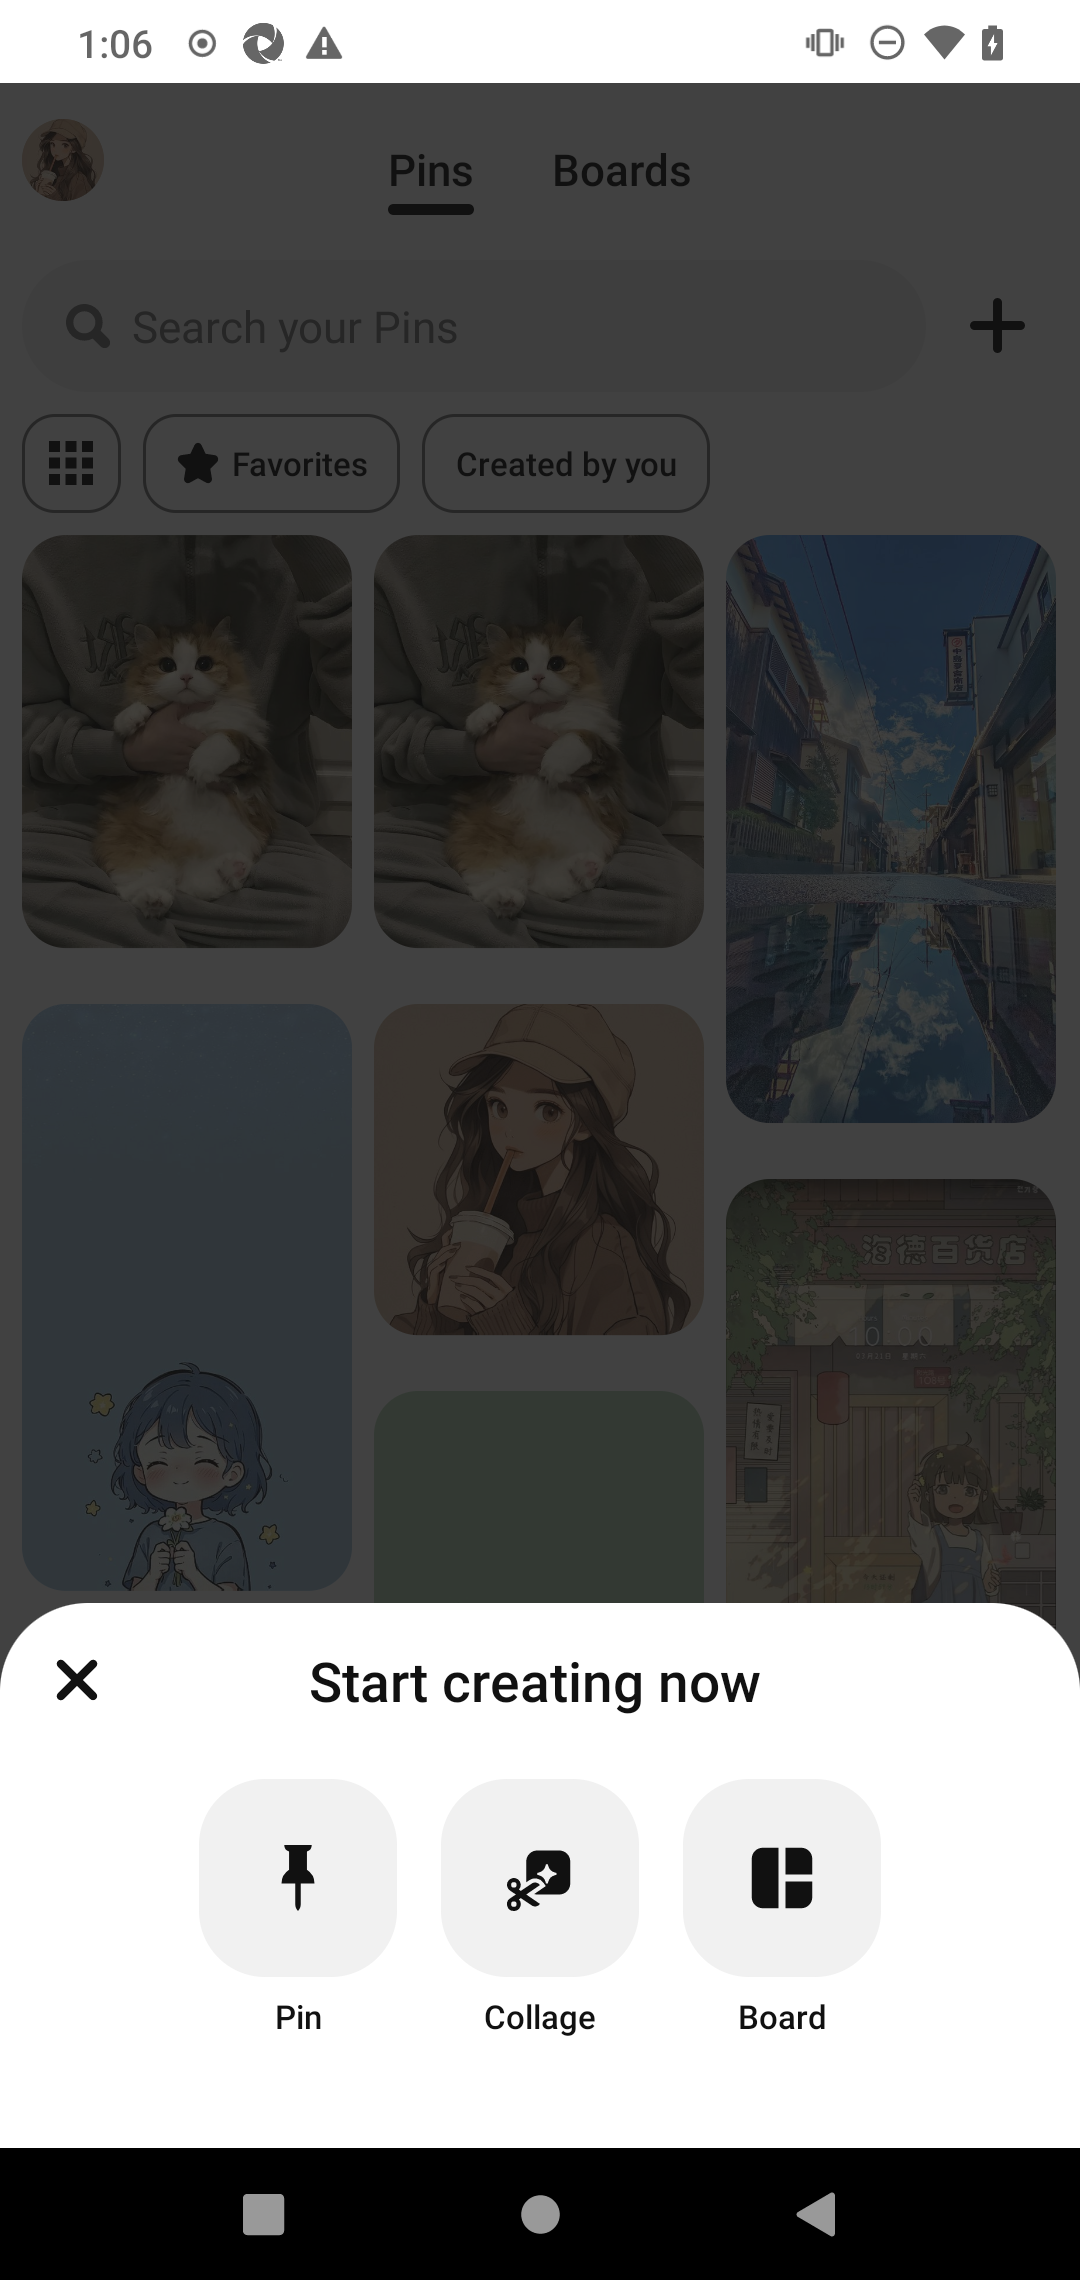 1:06
Pins Boards
Search your Pins
Favorites Created by you
海德百货店
Start creating now
Pin Collage Board